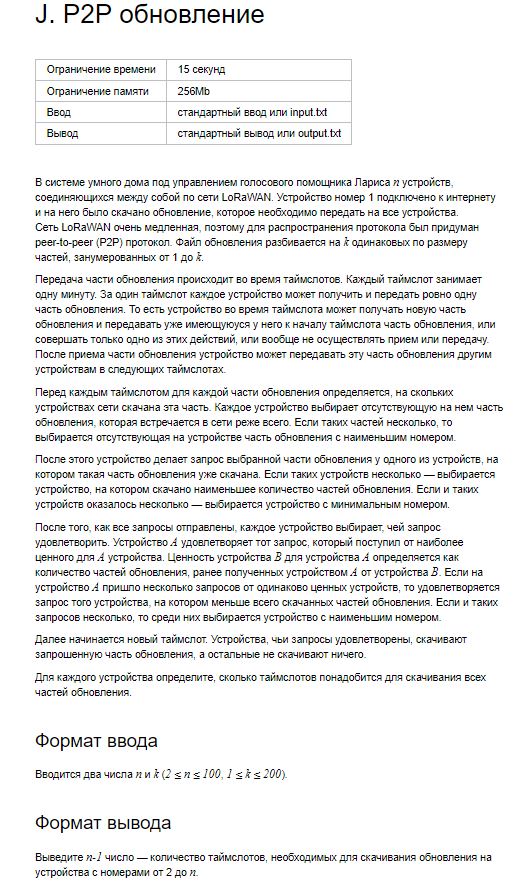 J. P2P обновление
Ограничение времени 15 секунд
Ограничение памяти 256Mb
Ввод стандартный ввод или input.txt
Вывод стандартный вывод или output.txt
В системе умного дома под управлением голосового помощника Лариса n устройств,
соединяющихся между собой по сети LoRaWAN. Устройство номер 1 подключено к интернету
и на него было скачано обновление, которое необходимо передать на все устройства.
Сеть LoRaWAN очень медленная, поэтому для распространения протокола был придуман
peer-to-peer (P2P) протокол. Файл обновления разбивается на k одинаковых по размеру
частей, занумерованных от 1 до k.
Передача части обновления происходит во время таймслотов. Каждый таймслот занимает
одну минуту. За один таймслот каждое устройство может получить и передать ровно одну
часть обновления. То есть устройство во время таймслота может получать новую часть
обновления и передавать уже имеющуюуся у него к началу таймслота часть обновления, или
совершать только одно из этих действий, или вообще не осуществлять прием или передачу.
После приема части обновления устройство может передавать эту часть обновления другим
устройствам в следующих таймслотах.
Перед каждым таймслотом для каждой части обновления определяется, на скольких
устройствах сети скачана эта часть. Каждое устройство выбирает отсутствующую на нем часть
обновления, которая встречается в сети реже всего. Если таких частей несколько, то
выбирается отсутствующая на устройстве часть обновления с наименьшим номером.
После этого устройство делает запрос выбранной части обновления у одного из устройств, на
котором такая часть обновления уже скачана. Если таких устройств несколько — выбирается
устройство, на котором скачано наименьшее количество частей обновления. Если и таких
устройств оказалось несколько — выбирается устройство с минимальным номером.
После того, как все запросы отправлены, каждое устройство выбирает, чей запрос
удовлетворить. Устройство A удовлетворяет тот запрос, который поступил от наиболее
ценного для A устройства. Ценность устройства B для устройства A определяется как
количество частей обновления, ранее полученных устройством A от устройства B. Если на
устройство A пришло несколько запросов от одинаково ценных устройств, то удовлетворяется
запрос того устройства, на котором меньше всего скачанных частей обновления. Если и таких
запросов несколько, то среди них выбирается устройство с наименьшим номером.
Далее начинается новый таймслот. Устройства, чьи запросы удовлетворены, скачивают
запрошенную часть обновления, а остальные не скачивают ничего.
Для каждого устройства определите, сколько таймслотов понадобится для скачивания всех
частей обновления.
Формат ввода
Вводится два числа n и k (2 ≤ n ≤ 100, 1 ≤ k ≤ 200).
Формат вывода
Выведите n-1 число — количество таймслотов, необходимых для скачивания обновления на
устройства с номерами от 2 до n.